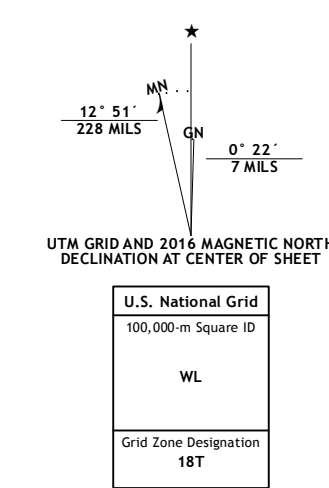 ★
MN
12° 51´
228 MILS
GN
0° 22´
7 MILS
UTM GRID AND 2016 MAGNETIC NORTH
DECLINATION AT CENTER OF SHEET
U.S. National Grid
100,000-m Square ID
WL
Grid Zone Designation
18T